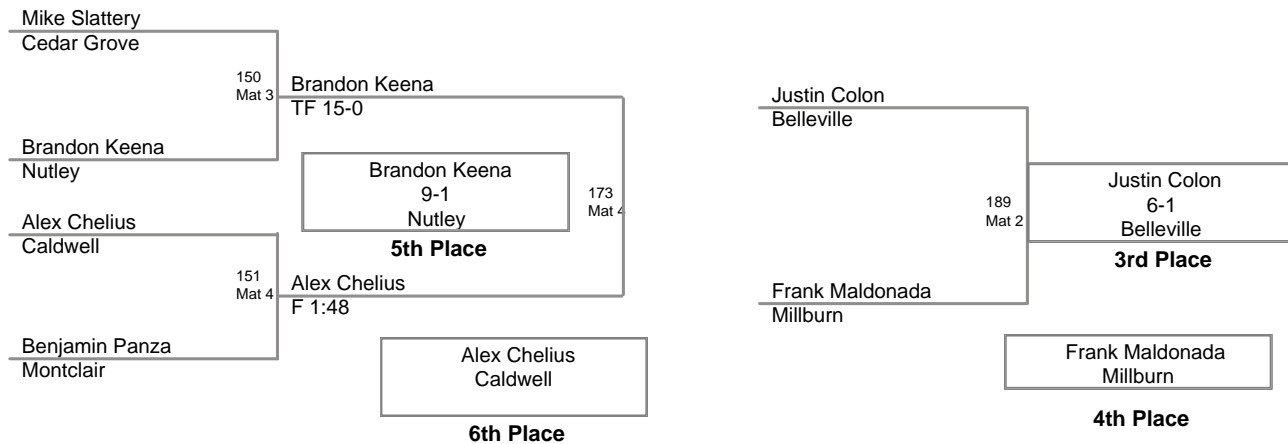 Mike Slattery
Cedar Grove
150
Mat 3
Brandon Keena
TF 15-0
Brandon Keena
Nutley
Brandon Keena
9-1
Nutley
5th Place
173
Mat 4
Alex Chelius
Caldwell
151
Mat 4
Alex Chelius
F 1:48
Benjamin Panza
Montclair
Alex Chelius
Caldwell
6th Place
Justin Colon
Belleville
189
Mat 2
Justin Colon
6-1
Belleville
3rd Place
Frank Maldonada
Millburn
Frank Maldonada
Millburn
4th Place